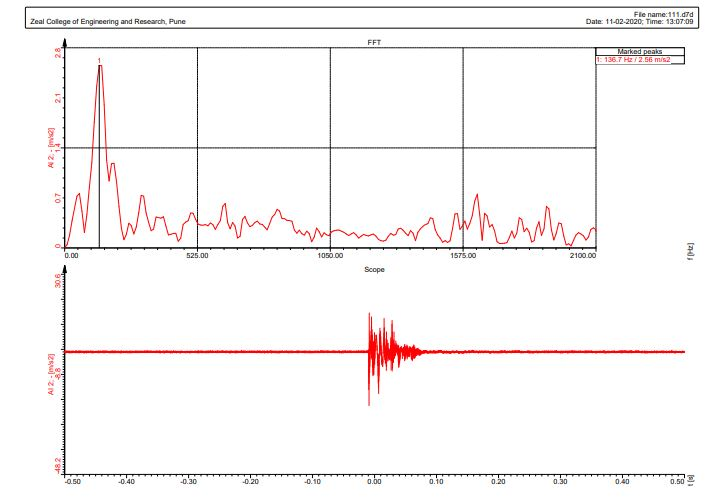 File name:111.d7d
Zeal College of Engineering and Research, Pune
Date: 11-02-2020; Time: 13:07:09
FFT
Marked peaks
1: 136.7 Hz / 2.56 m/s2
1
2.8
2.1
1.4
0.7
0
AI 2; - [m/s2]
0.00 525.00 1050.00 1575.00 2100.00
f [Hz]
Scope
30.6
-8.8
-48.2
AI 2; - [m/s2]
-0.50 -0.40 -0.30 -0.20 -0.10 0.00 0.10 0.20 0.30 0.40 0.50
t [s]